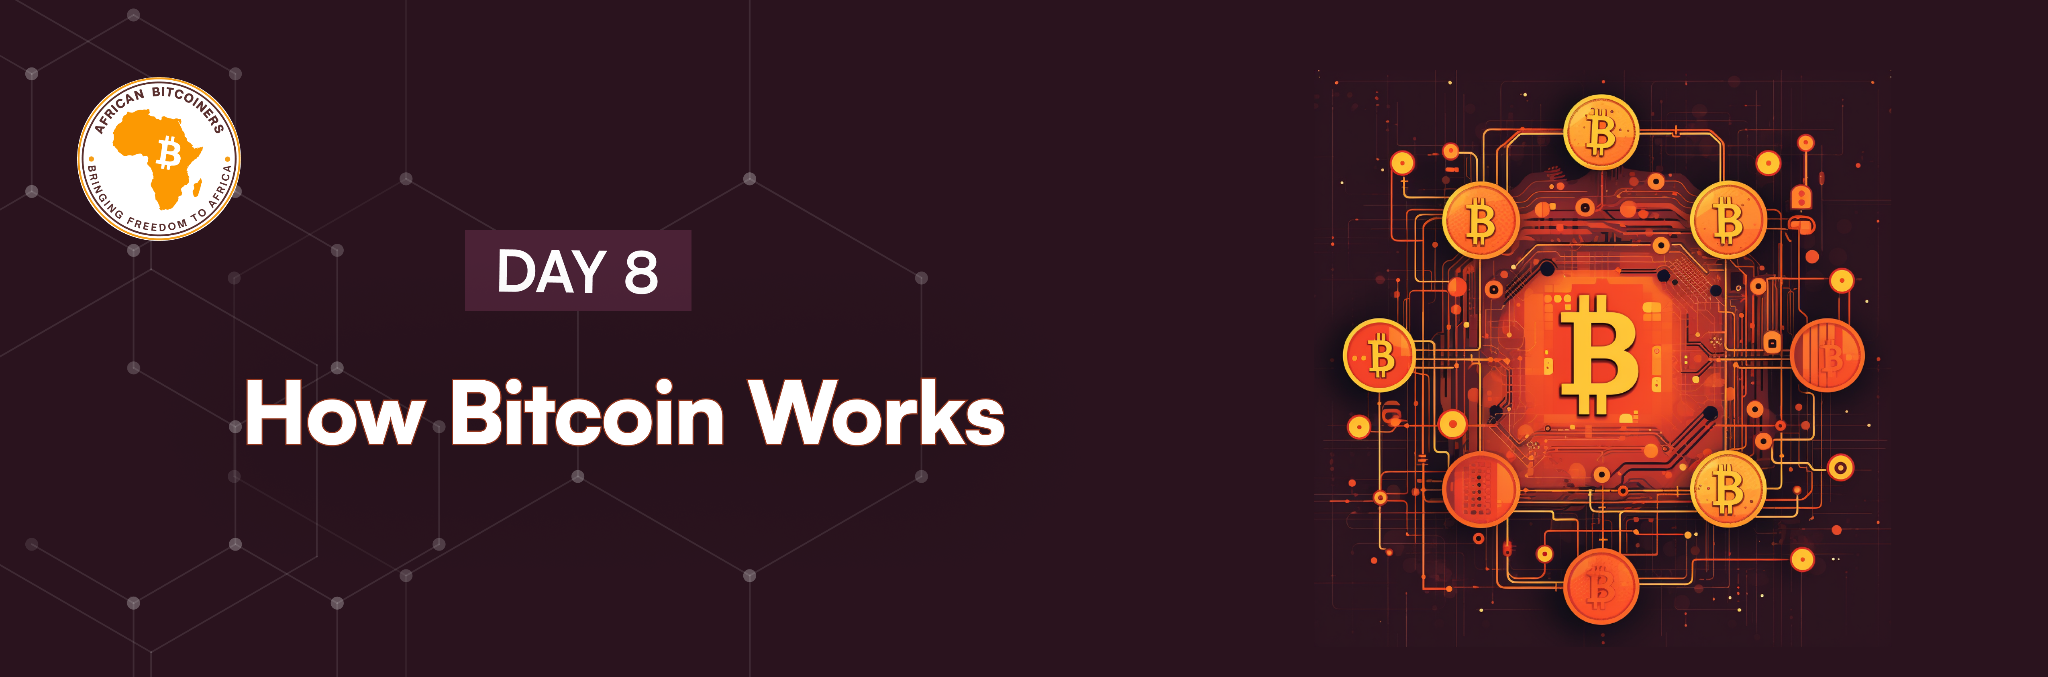 AFRICAN BITCOINERS
BRINGING FREEDOM TO AFRICA
DAY 8
How Bitcoin Works